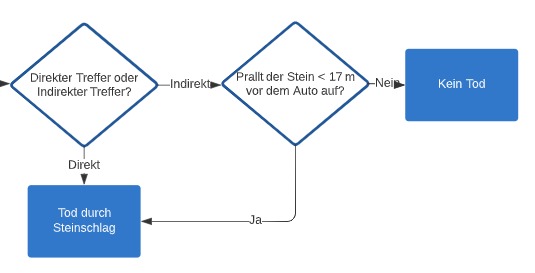 Direkter Treffer oder
Indirekter Treffer?
Indirekt
Prallt der Stein < 17 m
vor dem Auto auf?
Nein
Kein Tod
Direkt
Tod durch
Steinschlag
Ja